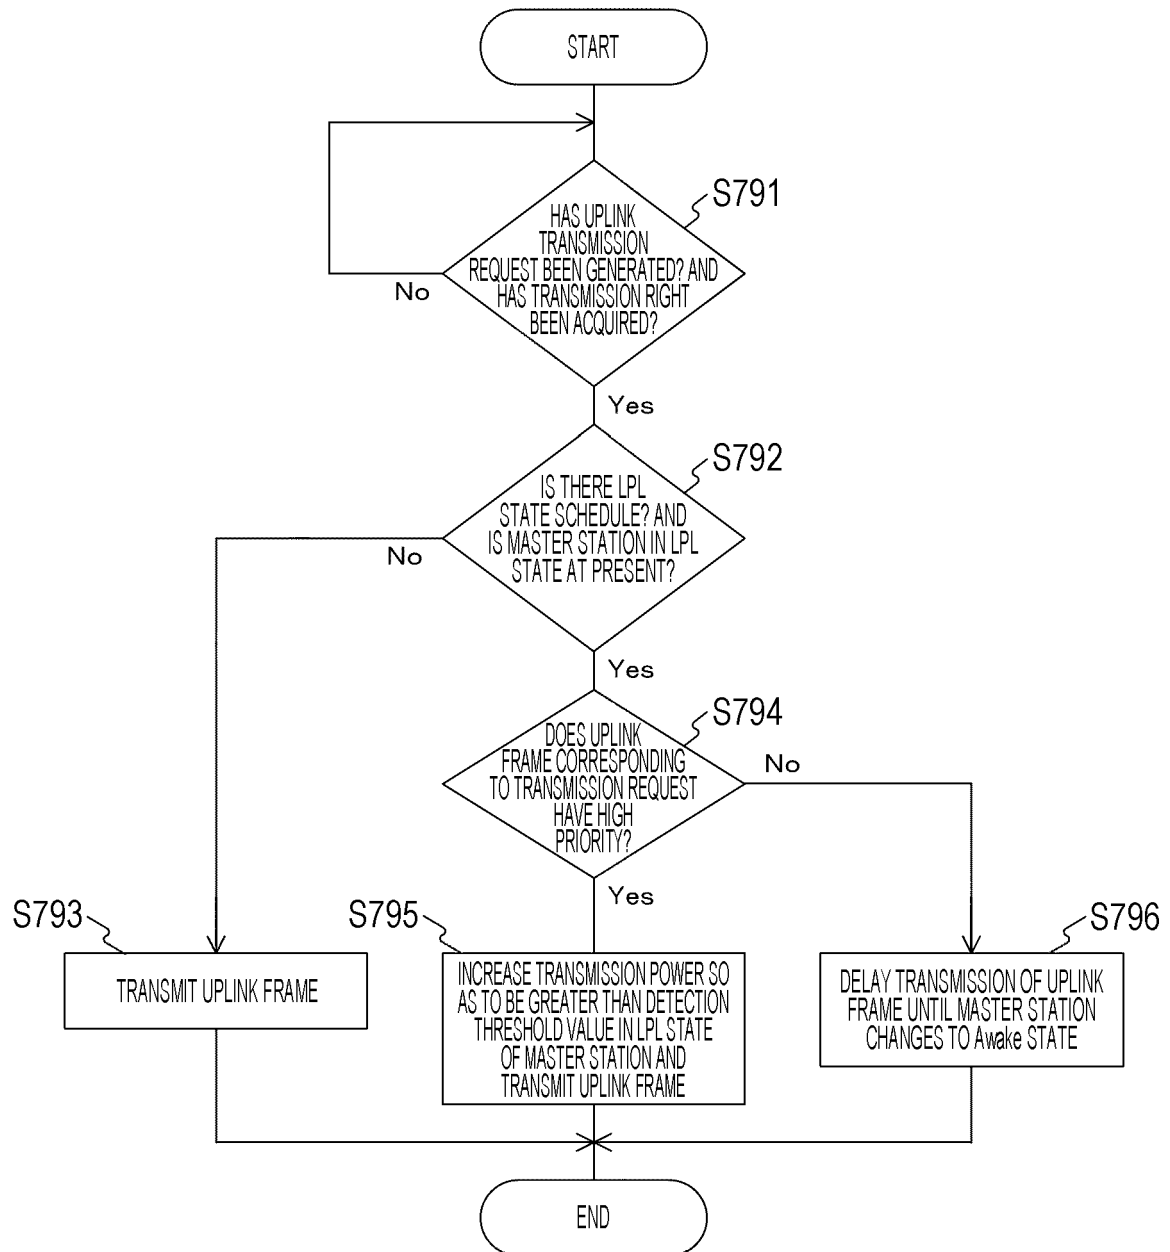 START
S791
HAS UPLINK
TRANSMISSION
REQUEST BEEN GENERATED? AND
HAS TRANSMISSION RIGHT
BEEN ACQUIRED?
No
Yes
S792
IS THERE LPL
STATE SCHEDULE? AND
IS MASTER STATION IN LPL
STATE AT PRESENT?
No
Yes
S794
DOES UPLINK
FRAME CORRESPONDING
TO TRANSMISSION REQUEST
HAVE HIGH
PRIORITY?
No
Yes
S793
TRANSMIT UPLINK FRAME
S795
INCREASE TRANSMISSION POWER SO
AS TO BE GREATER THAN DETECTION
THRESHOLD VALUE IN LPL STATE
OF MASTER STATION AND
TRANSMIT UPLINK FRAME
S796
DELAY TRANSMISSION OF UPLINK
FRAME UNTIL MASTER STATION
CHANGES TO Awake STATE
END